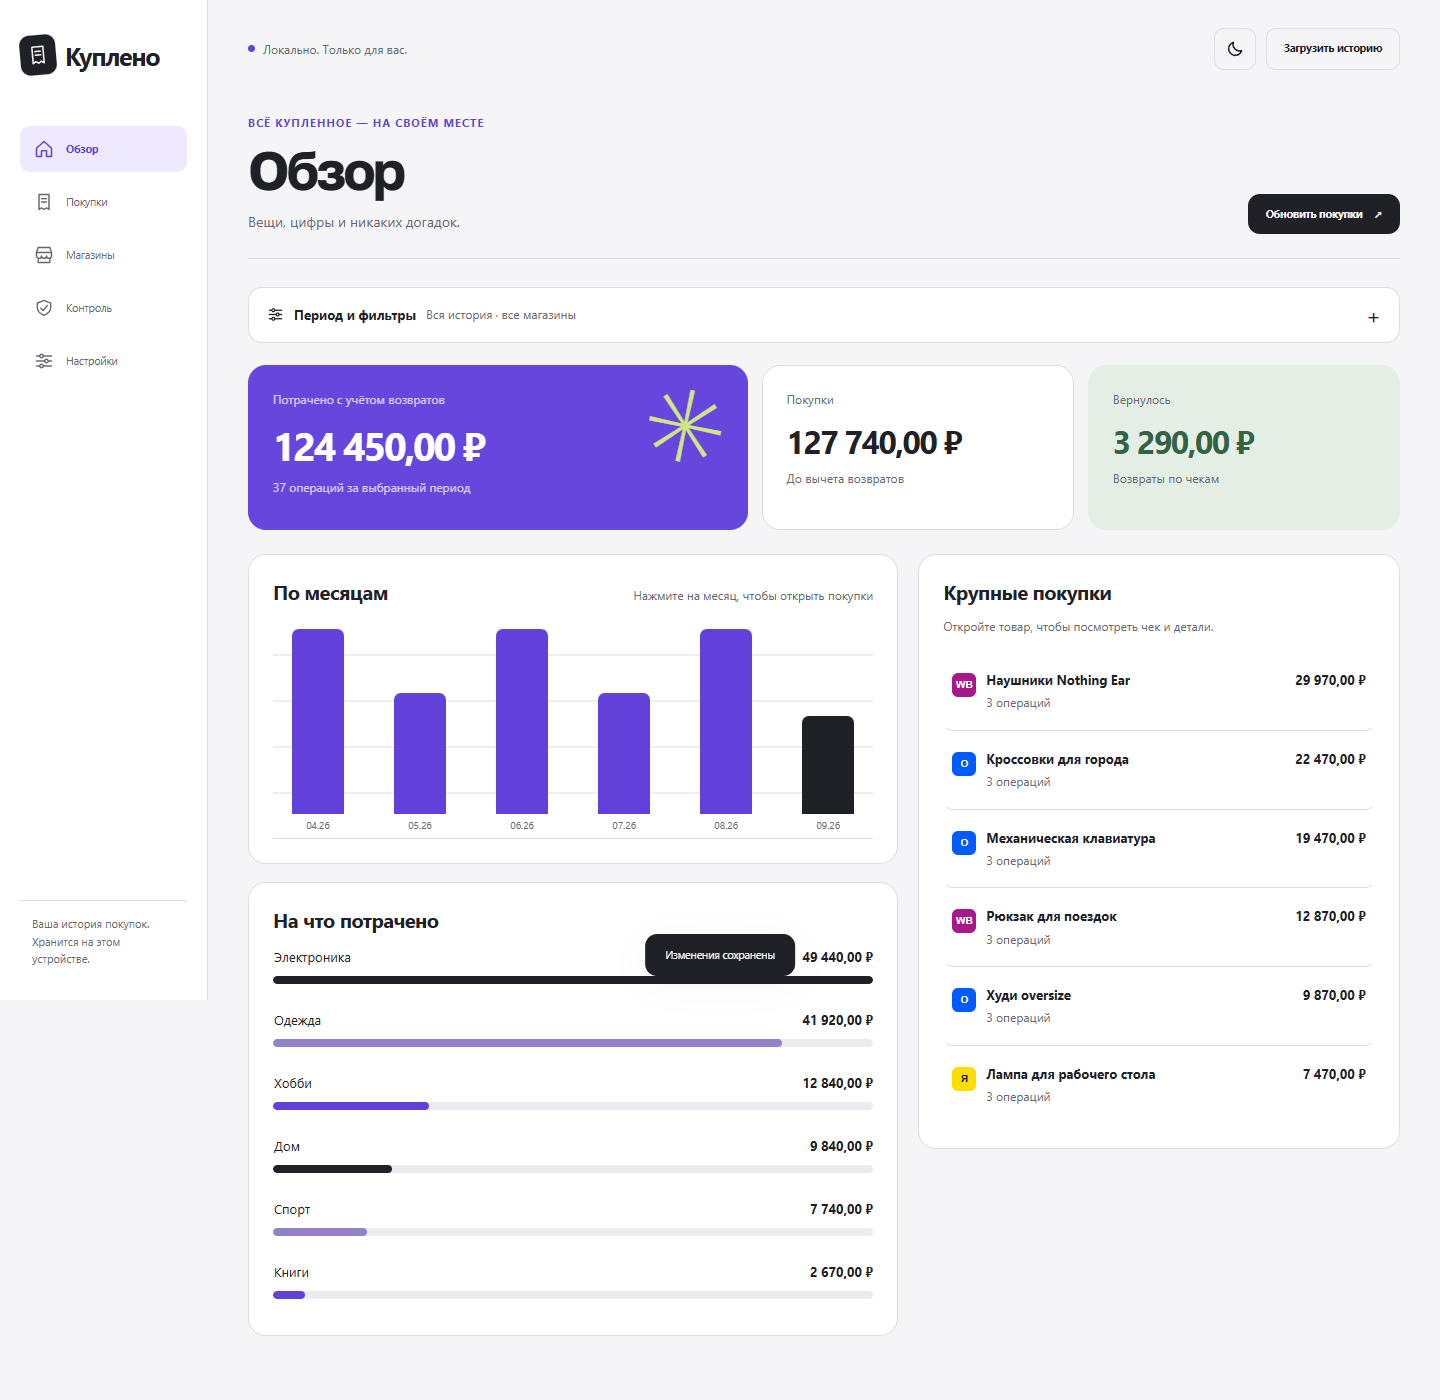 Куплено
Обзор
Покупки
Магазины
Контроль
Настройки
Ваша история покупок.
Хранится на этом
устройстве.
Локально. Только для вас.
Загрузить историю
ВСЁ КУПЛЕННОЕ — НА СВОЁМ МЕСТЕ
Обзор
Вещи, цифры и никаких догадок.
Обновить покупки ↗
Период и фильтры Вся история · все магазины +
Потрачено с учётом возвратов
124 450,00 ₽
37 операций за выбранный период
Покупки
127 740,00 ₽
До вычета возвратов
Вернулось
3 290,00 ₽
Возвраты по чекам
По месяцам
Нажмите на месяц, чтобы открыть покупки
04.26 05.26 06.26 07.26 08.26 09.26
На что потрачено
Электроника 49 440,00 ₽
Изменения сохранены
Одежда 41 920,00 ₽
Хобби 12 840,00 ₽
Дом 9 840,00 ₽
Спорт 7 740,00 ₽
Книги 2 670,00 ₽
Крупные покупки
Откройте товар, чтобы посмотреть чек и детали.
WB Наушники Nothing Ear 29 970,00 ₽
3 операций
О Кроссовки для города 22 470,00 ₽
3 операций
О Механическая клавиатура 19 470,00 ₽
3 операций
WB Рюкзак для поездок 12 870,00 ₽
3 операций
О Худи oversize 9 870,00 ₽
3 операций
Я Лампа для рабочего стола 7 470,00 ₽
3 операций